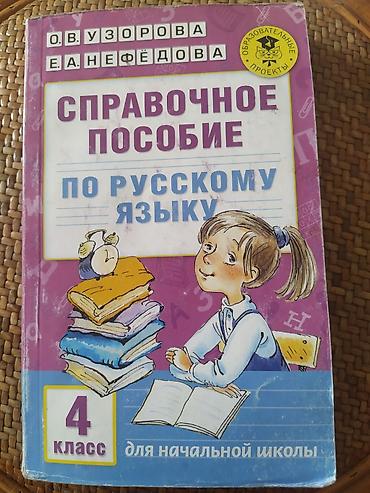 О.В. УЗОРОВА
Е.А. НЕФЁДОВА
ОБРАЗОВАТЕЛЬНЫЕ
ПРОЕКТЫ
СПРАВОЧНОЕ
ПОСОБИЕ
ПО РУССКОМУ
ЯЗЫКУ
4
класс
для начальной школы